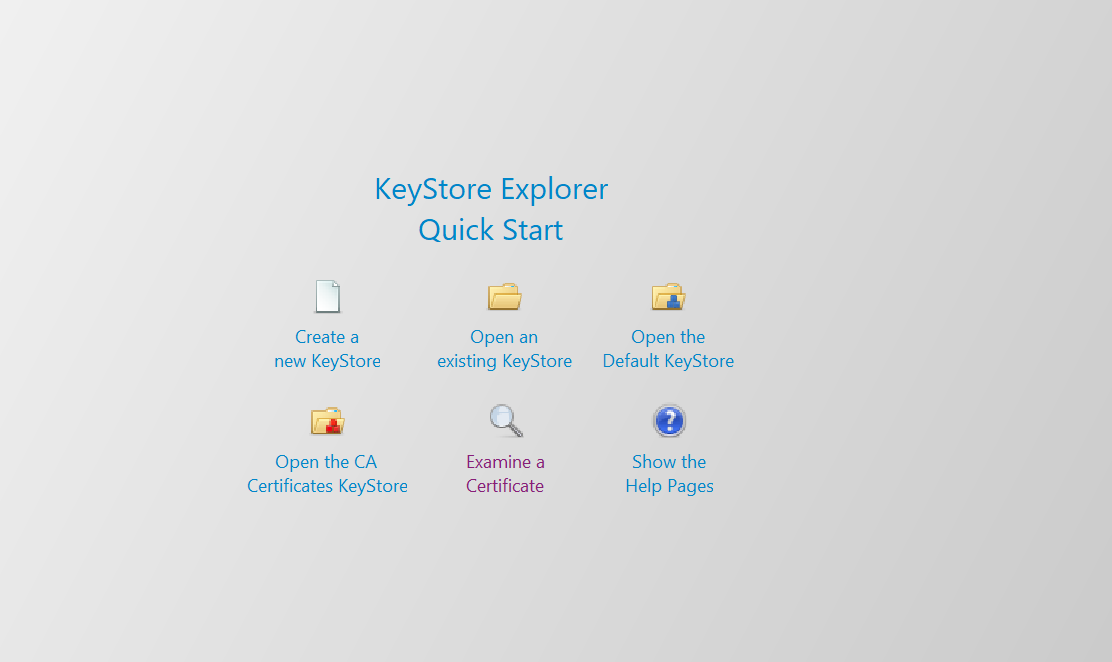 KeyStore Explorer
Quick Start
Create a
new KeyStore
Open an
existing KeyStore
Open the
Default KeyStore
Open the CA
Certificates KeyStore
Examine a
Certificate
?
Show the
Help Pages